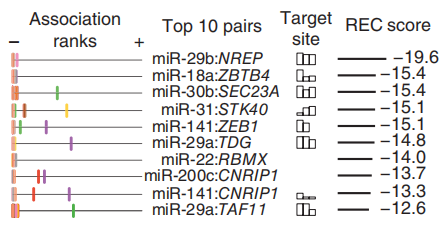 Association ranks
Top 10 pairs
Target site
REC score
– +
miR-29b:NREP –19.6
miR-18a:ZBTB4 –15.4
miR-30b:SEC23A –15.4
miR-31:STK40 –15.1
miR-141:ZEB1 –15.1
miR-29a:TDG –14.8
miR-22:RBMX –14.0
miR-200c:CNRIP1 –13.7
miR-141:CNRIP1 –13.3
miR-29a:TAF11 –12.6